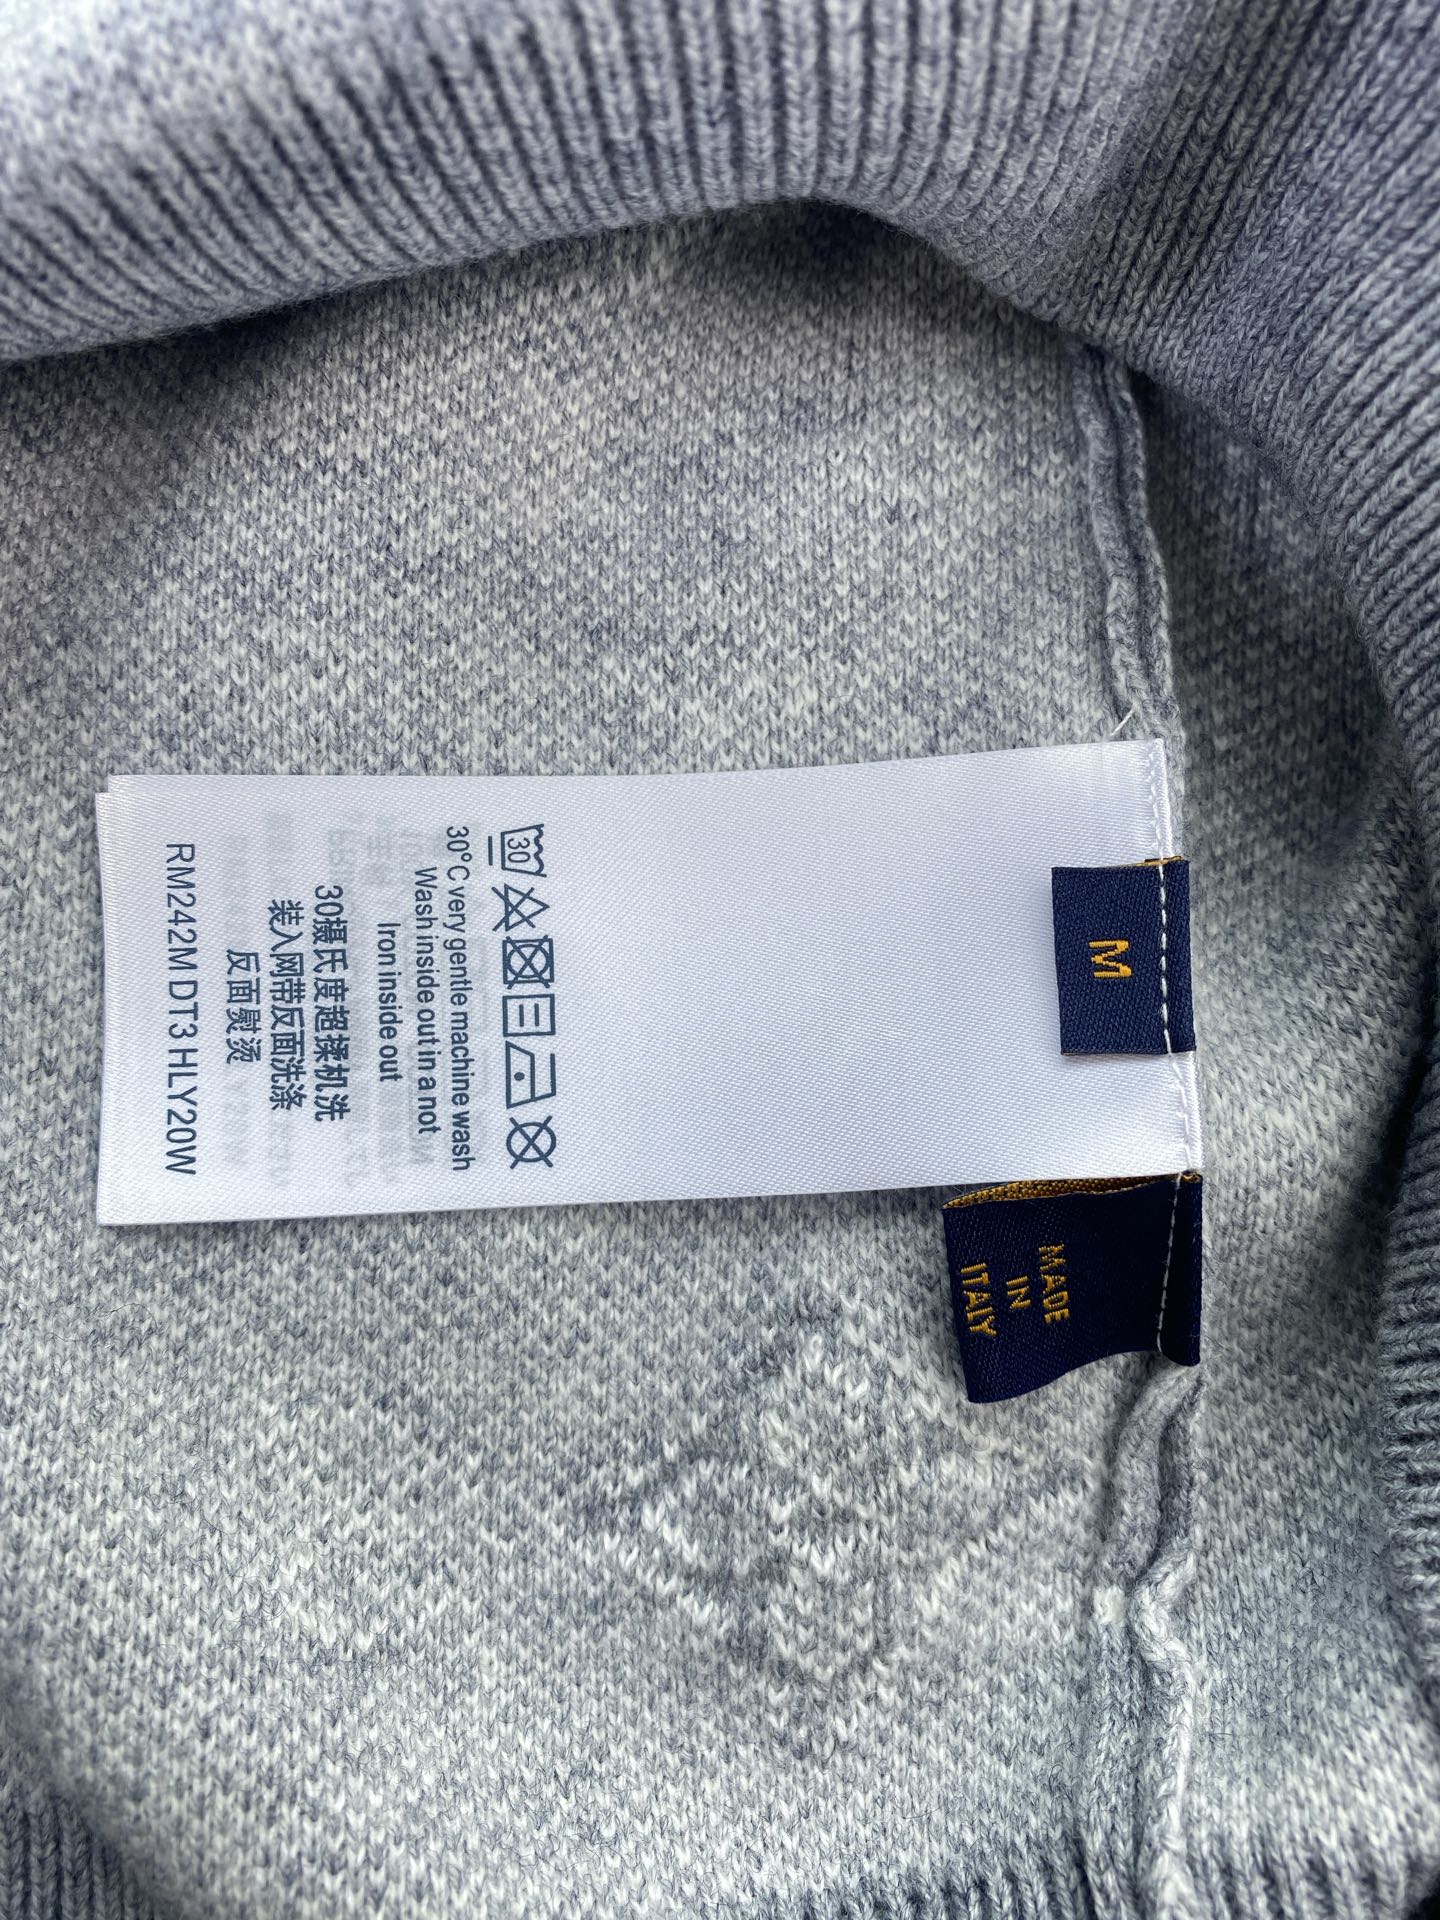 M
MADE
IN
ITALY
30
30°C very gentle machine wash
Wash inside out in a not
Iron inside out
30摄氏度超揉机洗
装入网带反面洗涤
反面熨烫
RM242M DT3 HLY20W